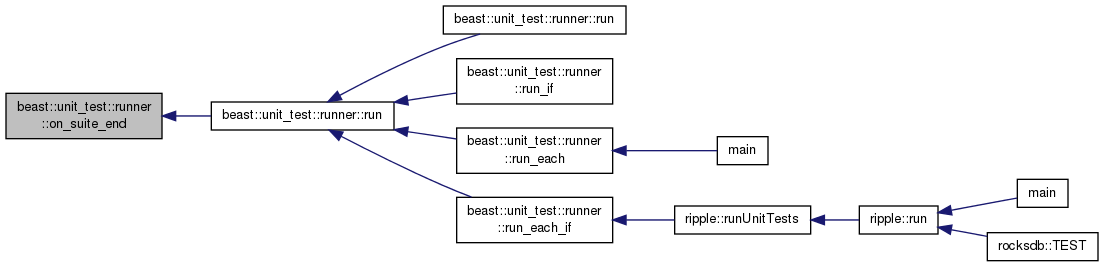 beast::unit_test::runner
::on_suite_end
beast::unit_test::runner::run
beast::unit_test::runner::run
beast::unit_test::runner
::run_if
beast::unit_test::runner
::run_each
main
beast::unit_test::runner
::run_each_if
ripple::runUnitTests
ripple::run
main
rocksdb::TEST